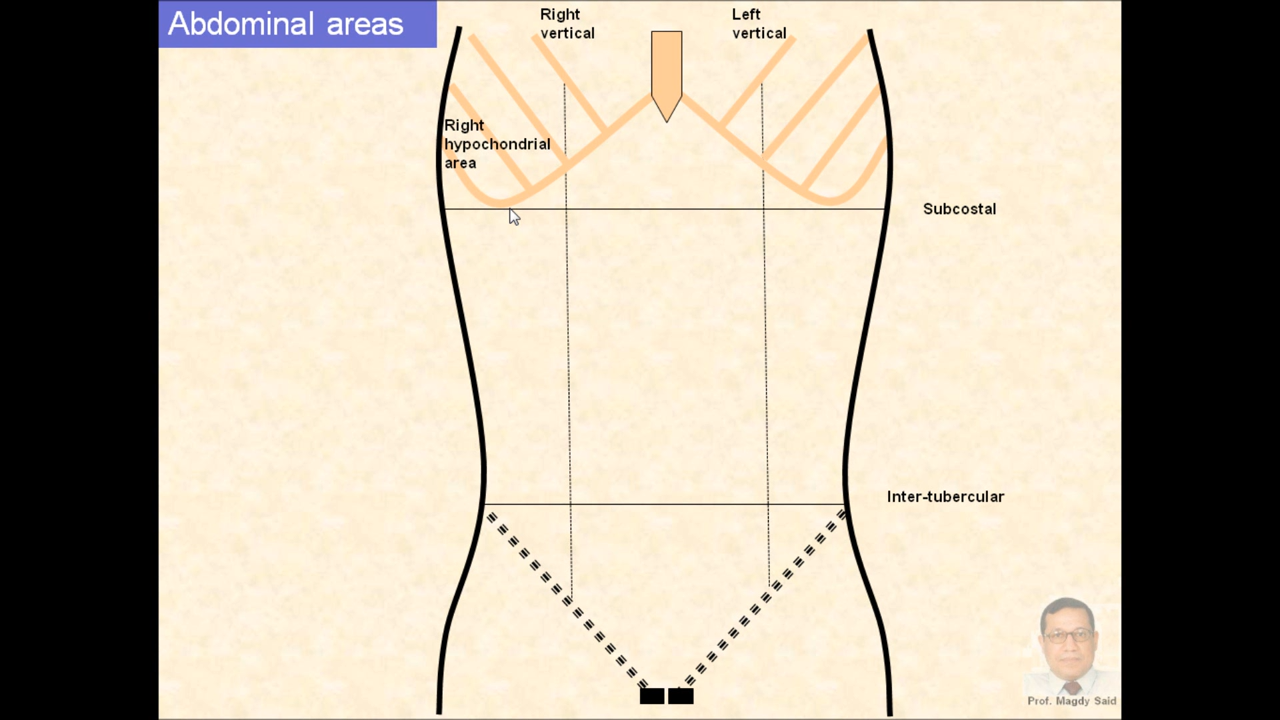 Abdominal areas
Right
vertical
Left
vertical
Right
hypochondrial
area
Subcostal
Inter-tubercular
Prof. Magdy Said